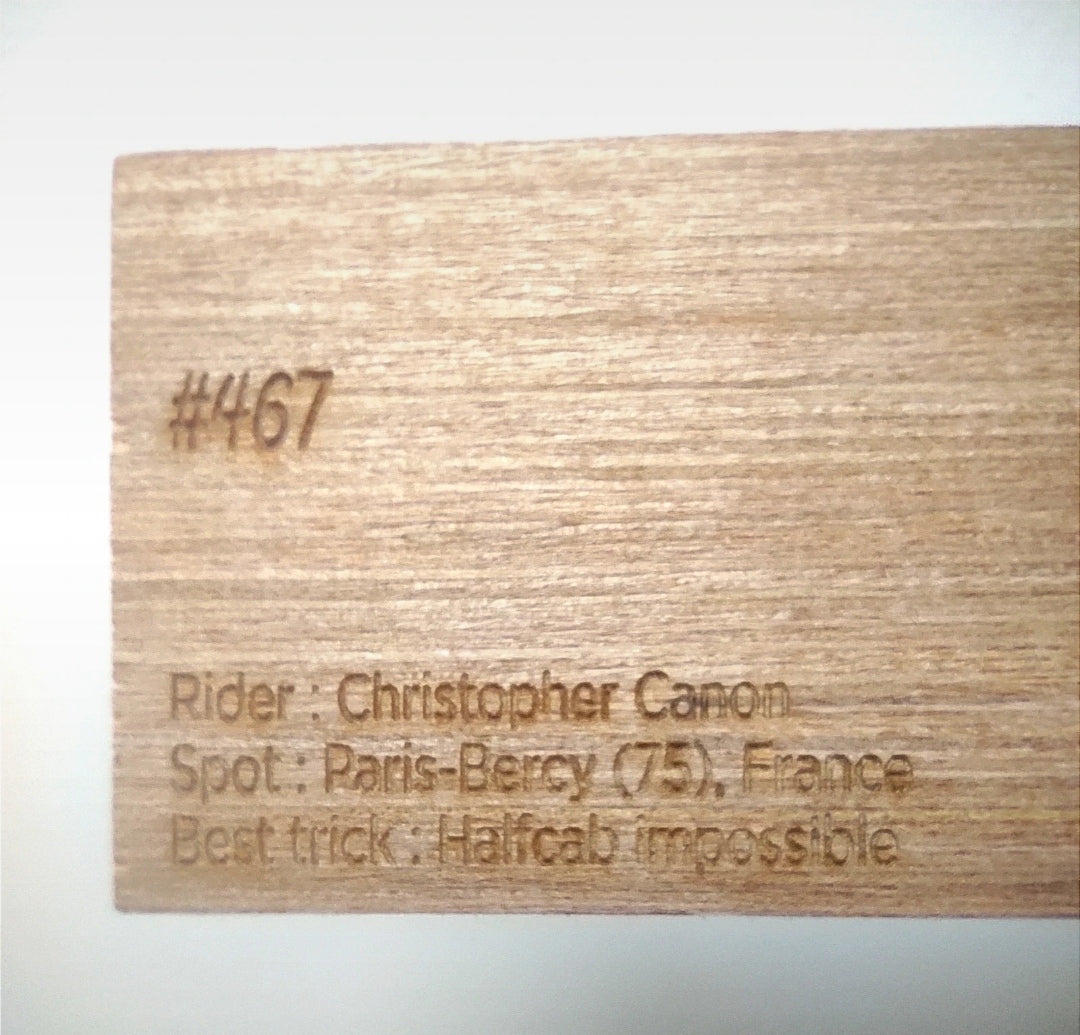 #467
Rider : Christopher Canon
Spot : Paris-Bercy (75), France
Best trick : Halfcab impossible